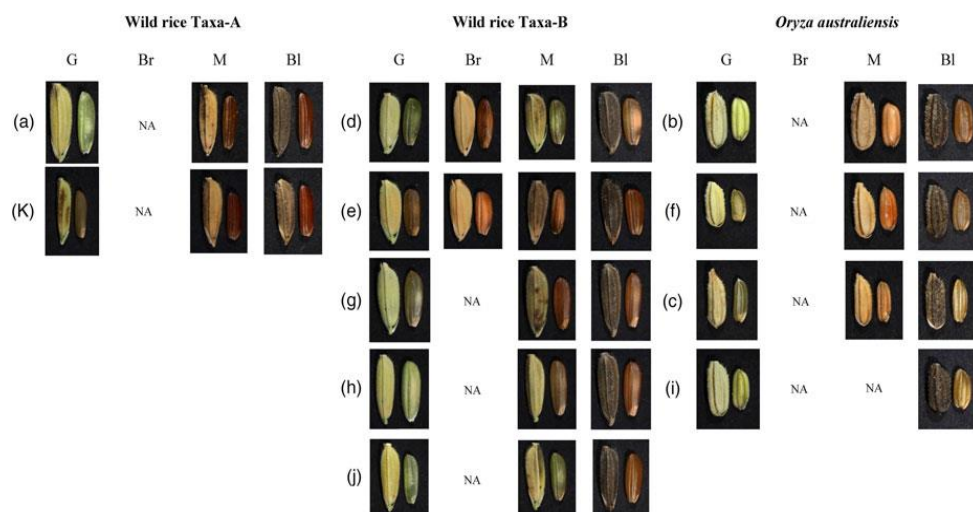 Wild rice Taxa-A Wild rice Taxa-B Oryza australiensis
G Br M Bl G Br M Bl G Br M Bl
(a) NA (d) (b) NA
(K) NA (e) (f) NA
(g) NA (c) NA
(h) NA (i) NA NA
(j) NA